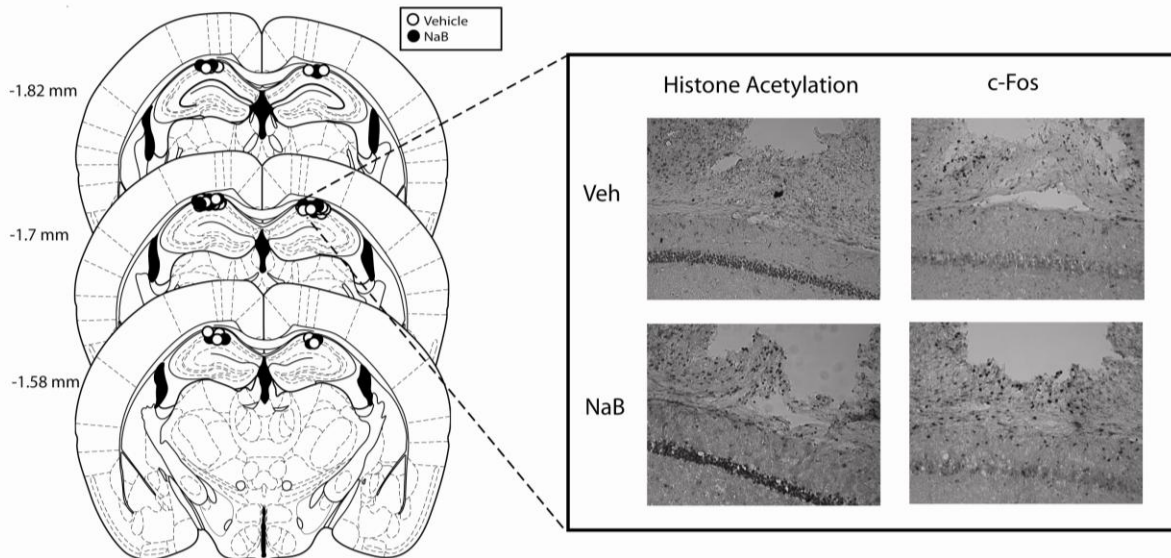 Vehicle
NaB
-1.82 mm
-1.7 mm
-1.58 mm
Histone Acetylation
c-Fos
Veh
NaB